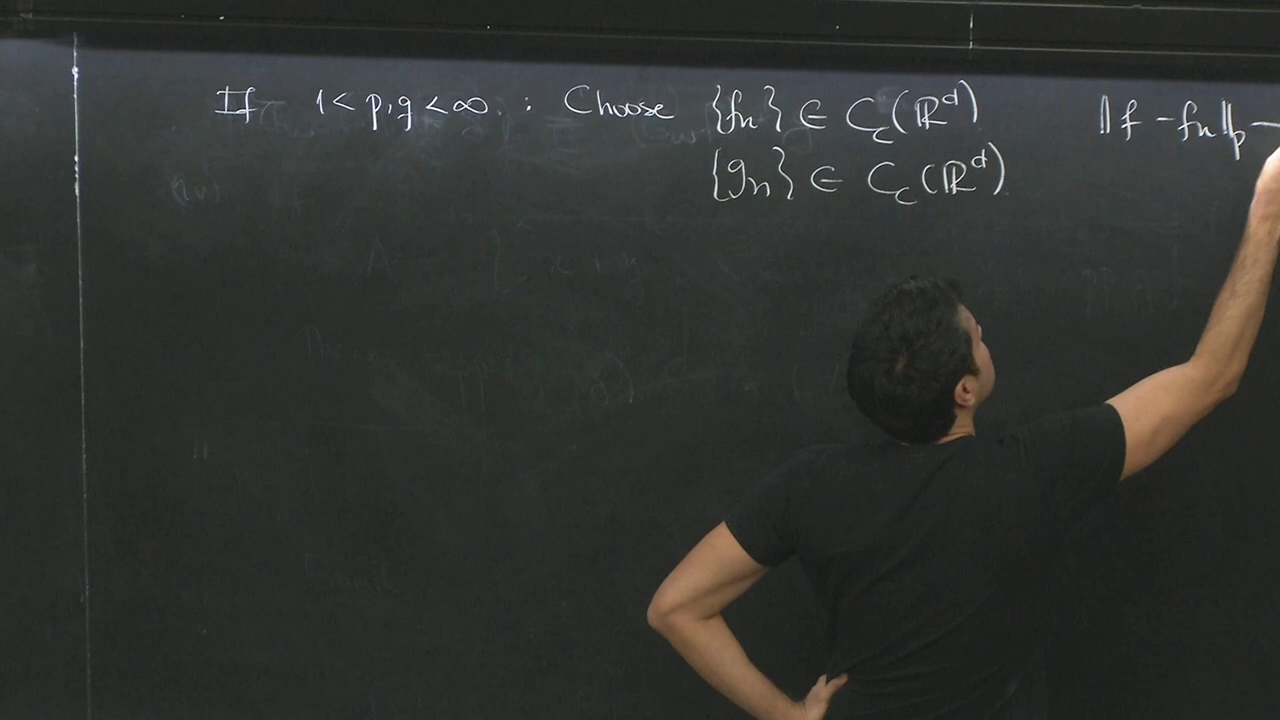 If 1 < p, q < ∞ : Choose {fn} ∈ Cc(ℝᵈ) ‖f - fn‖p —
{gn} ∈ Cc(ℝᵈ)